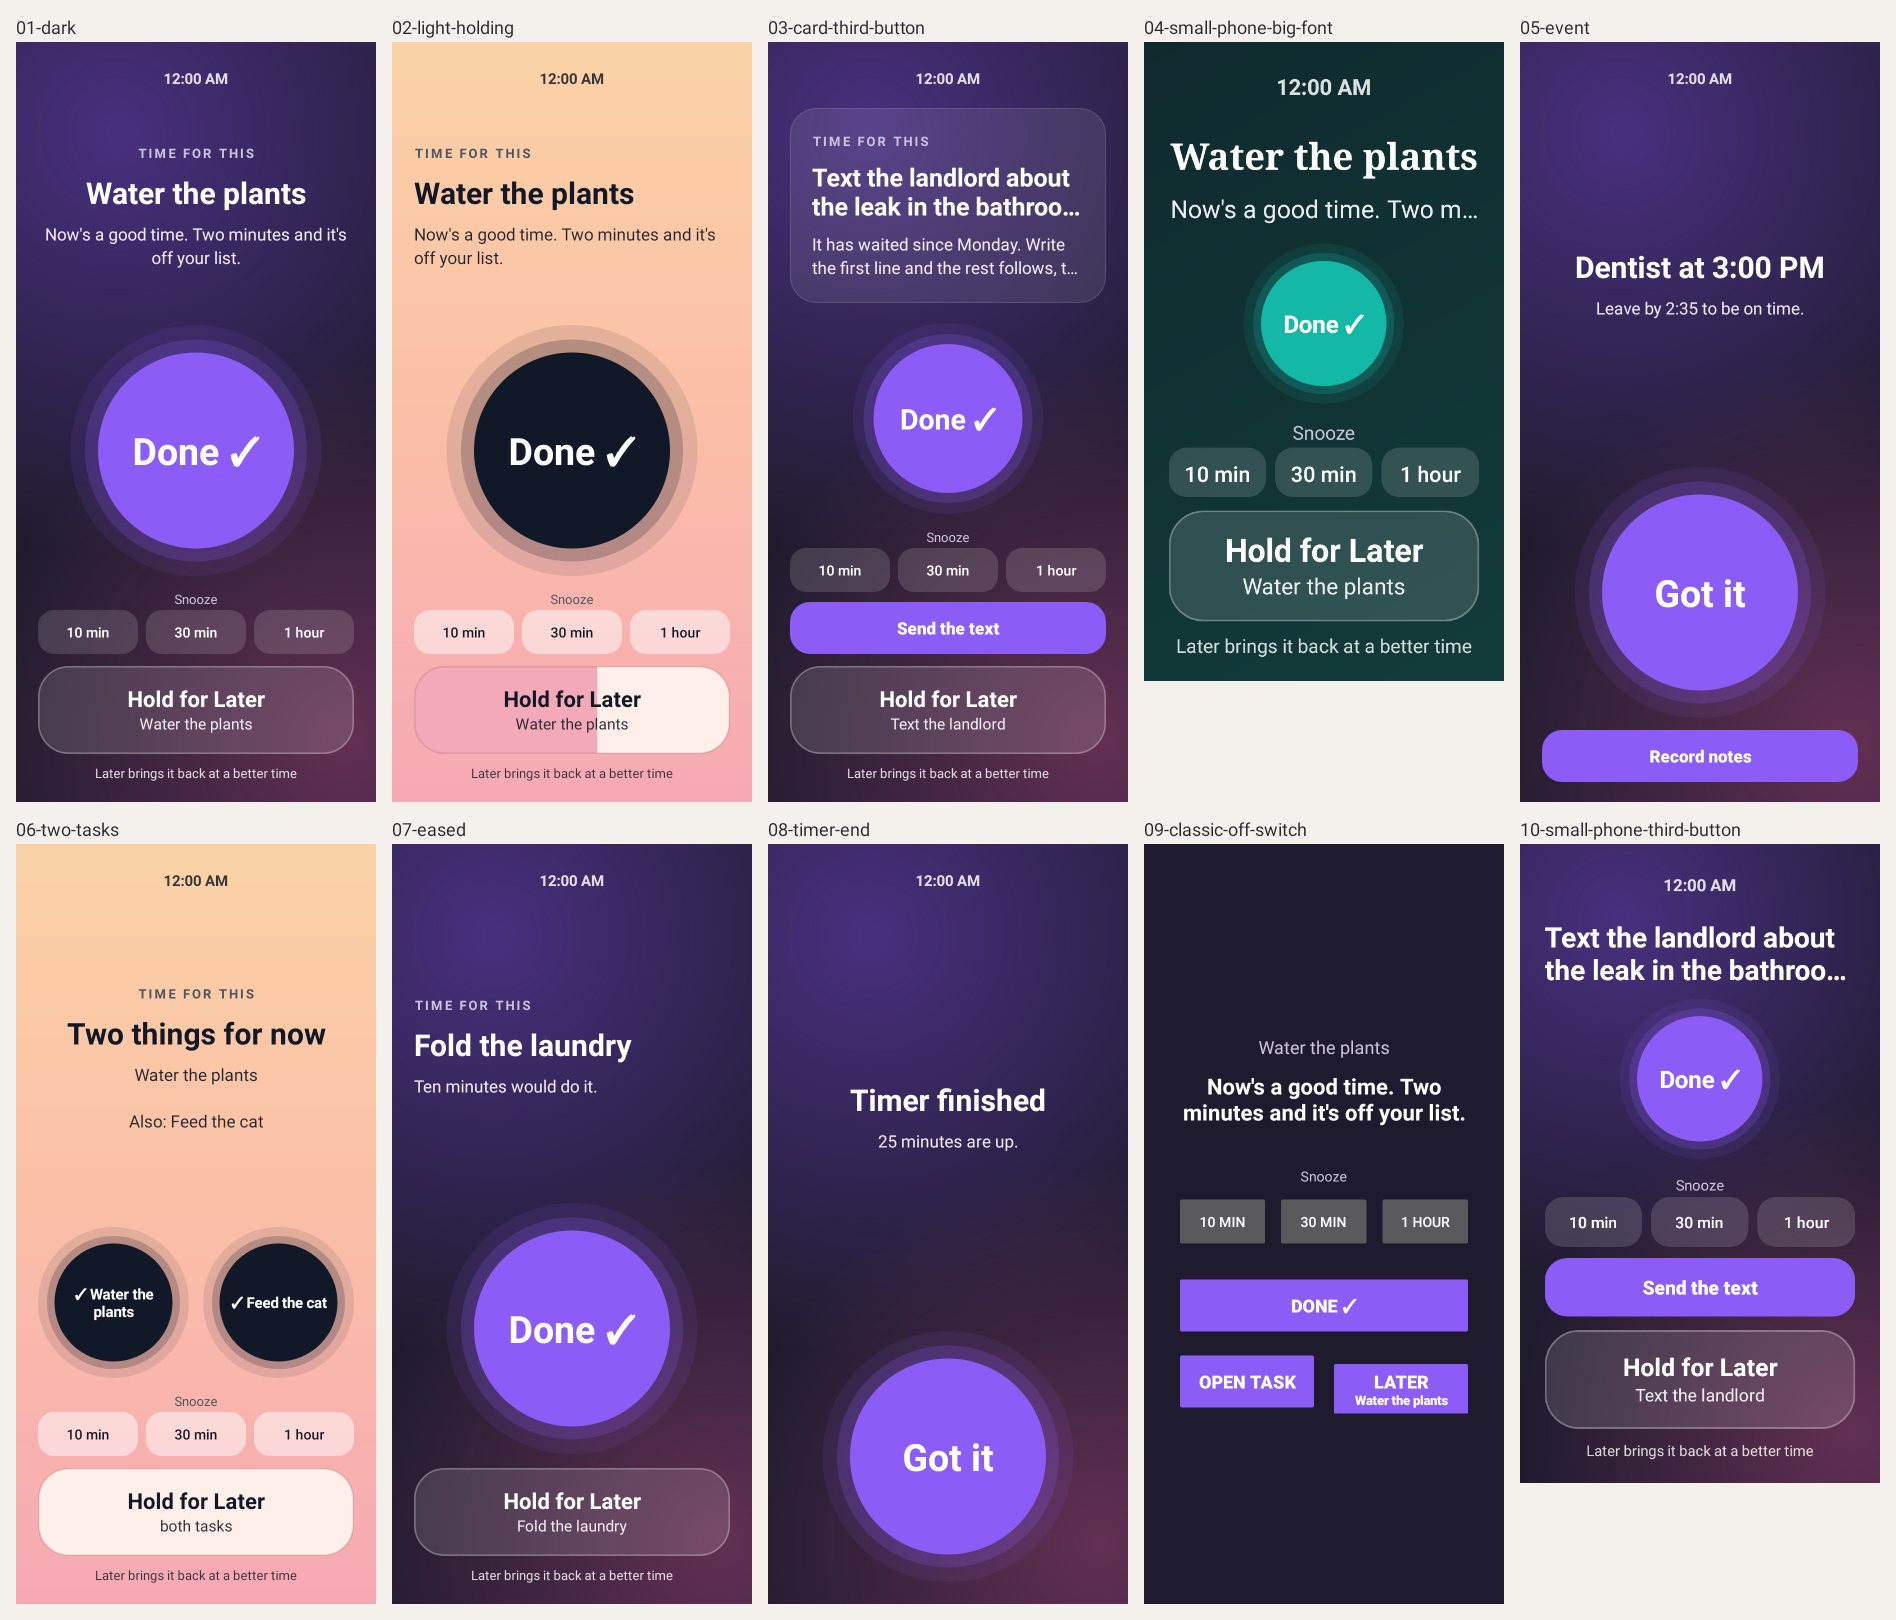 01-dark
12:00 AM
TIME FOR THIS
Water the plants
Now's a good time. Two minutes and it's
off your list.
Done ✓
Snooze
10 min
30 min
1 hour
Hold for Later
Water the plants
Later brings it back at a better time
02-light-holding
12:00 AM
TIME FOR THIS
Water the plants
Now's a good time. Two minutes and it's
off your list.
Done ✓
Snooze
10 min
30 min
1 hour
Hold for Later
Water the plants
Later brings it back at a better time
03-card-third-button
12:00 AM
TIME FOR THIS
Text the landlord about
the leak in the bathroo...
It has waited since Monday. Write
the first line and the rest follows, t...
Done ✓
Snooze
10 min
30 min
1 hour
Send the text
Hold for Later
Text the landlord
Later brings it back at a better time
04-small-phone-big-font
12:00 AM
Water the plants
Now's a good time. Two m...
Done ✓
Snooze
10 min
30 min
1 hour
Hold for Later
Water the plants
Later brings it back at a better time
05-event
12:00 AM
Dentist at 3:00 PM
Leave by 2:35 to be on time.
Got it
Record notes
06-two-tasks
12:00 AM
TIME FOR THIS
Two things for now
Water the plants
Also: Feed the cat
✓ Water the
plants
✓ Feed the cat
Snooze
10 min
30 min
1 hour
Hold for Later
both tasks
Later brings it back at a better time
07-eased
12:00 AM
TIME FOR THIS
Fold the laundry
Ten minutes would do it.
Done ✓
Hold for Later
Fold the laundry
Later brings it back at a better time
08-timer-end
12:00 AM
Timer finished
25 minutes are up.
Got it
09-classic-off-switch
Water the plants
Now's a good time. Two
minutes and it's off your list.
Snooze
10 MIN
30 MIN
1 HOUR
DONE ✓
OPEN TASK
LATER
Water the plants
10-small-phone-third-button
12:00 AM
Text the landlord about
the leak in the bathroo...
Done ✓
Snooze
10 min
30 min
1 hour
Send the text
Hold for Later
Text the landlord
Later brings it back at a better time